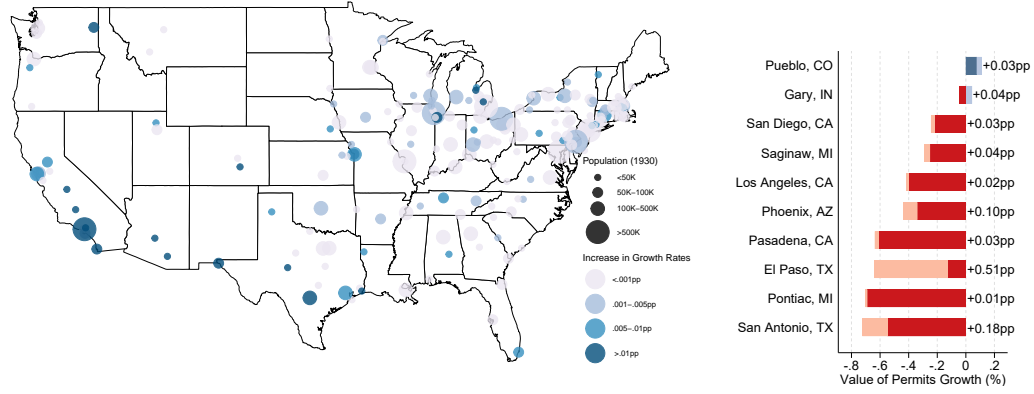 Population (1930)
<50K
50K–100K
100K–500K
>500K
Increase in Growth Rates
<.001pp
.001–.005pp
.005–.01pp
>.01pp
Pueblo, CO +0.03pp
Gary, IN +0.04pp
San Diego, CA +0.03pp
Saginaw, MI +0.04pp
Los Angeles, CA +0.02pp
Phoenix, AZ +0.10pp
Pasadena, CA +0.03pp
El Paso, TX +0.51pp
Pontiac, MI +0.01pp
San Antonio, TX +0.18pp
-.8 -.6 -.4 -.2 0 .2
Value of Permits Growth (%)